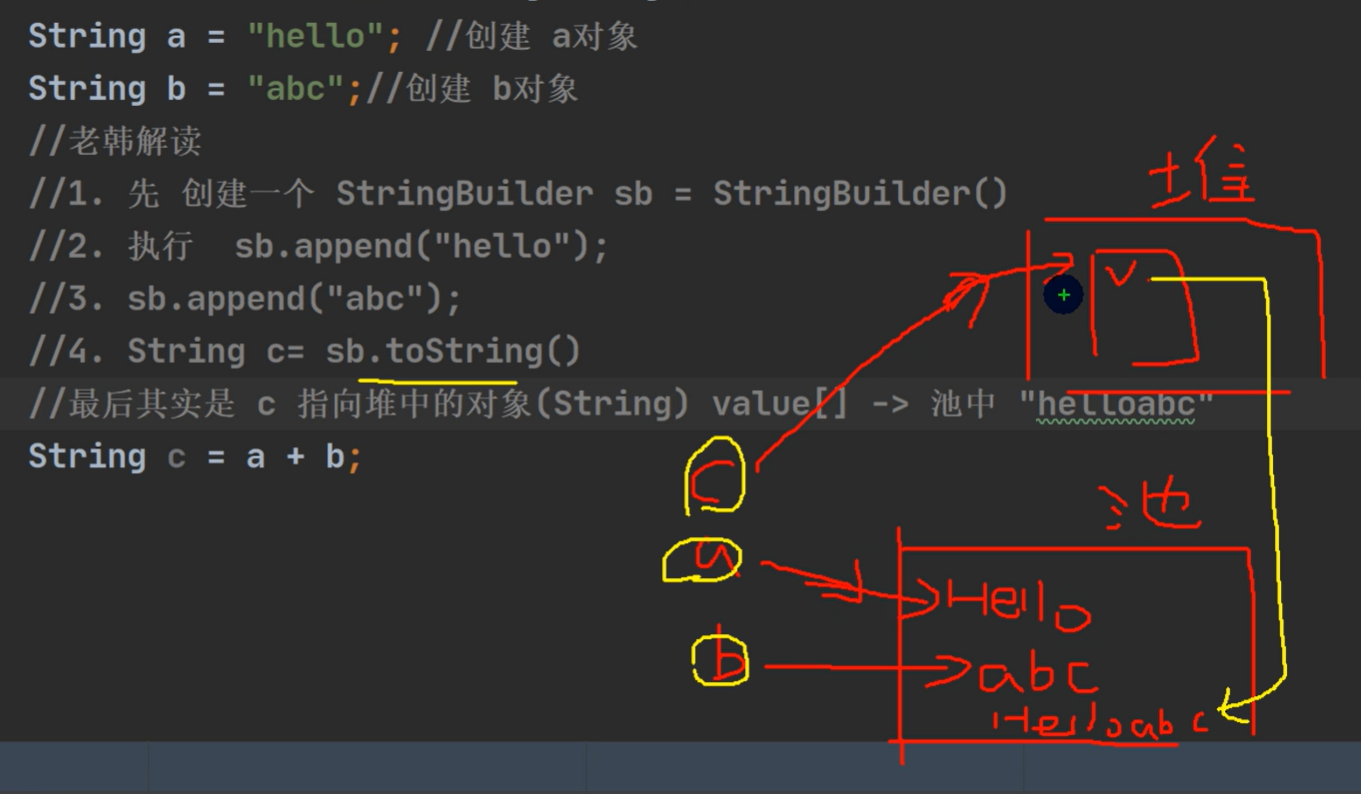 String a = "hello"; //创建 a对象
String b = "abc";//创建 b对象
//老韩解读
//1. 先 创建一个 StringBuilder sb = StringBuilder()
//2. 执行  sb.append("hello");
//3. sb.append("abc");
//4. String c= sb.toString()
//最后其实是 c 指向堆中的对象(String) value[] -> 池中 "helloabc"
String c = a + b;
堆
v
c
a
b
池
Hello
abc
Helloabc